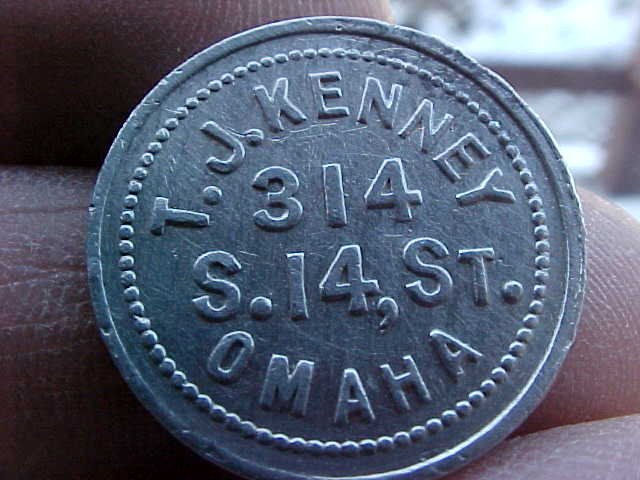 T. J. KENNEY
314
S. 14, ST.
OMAHA